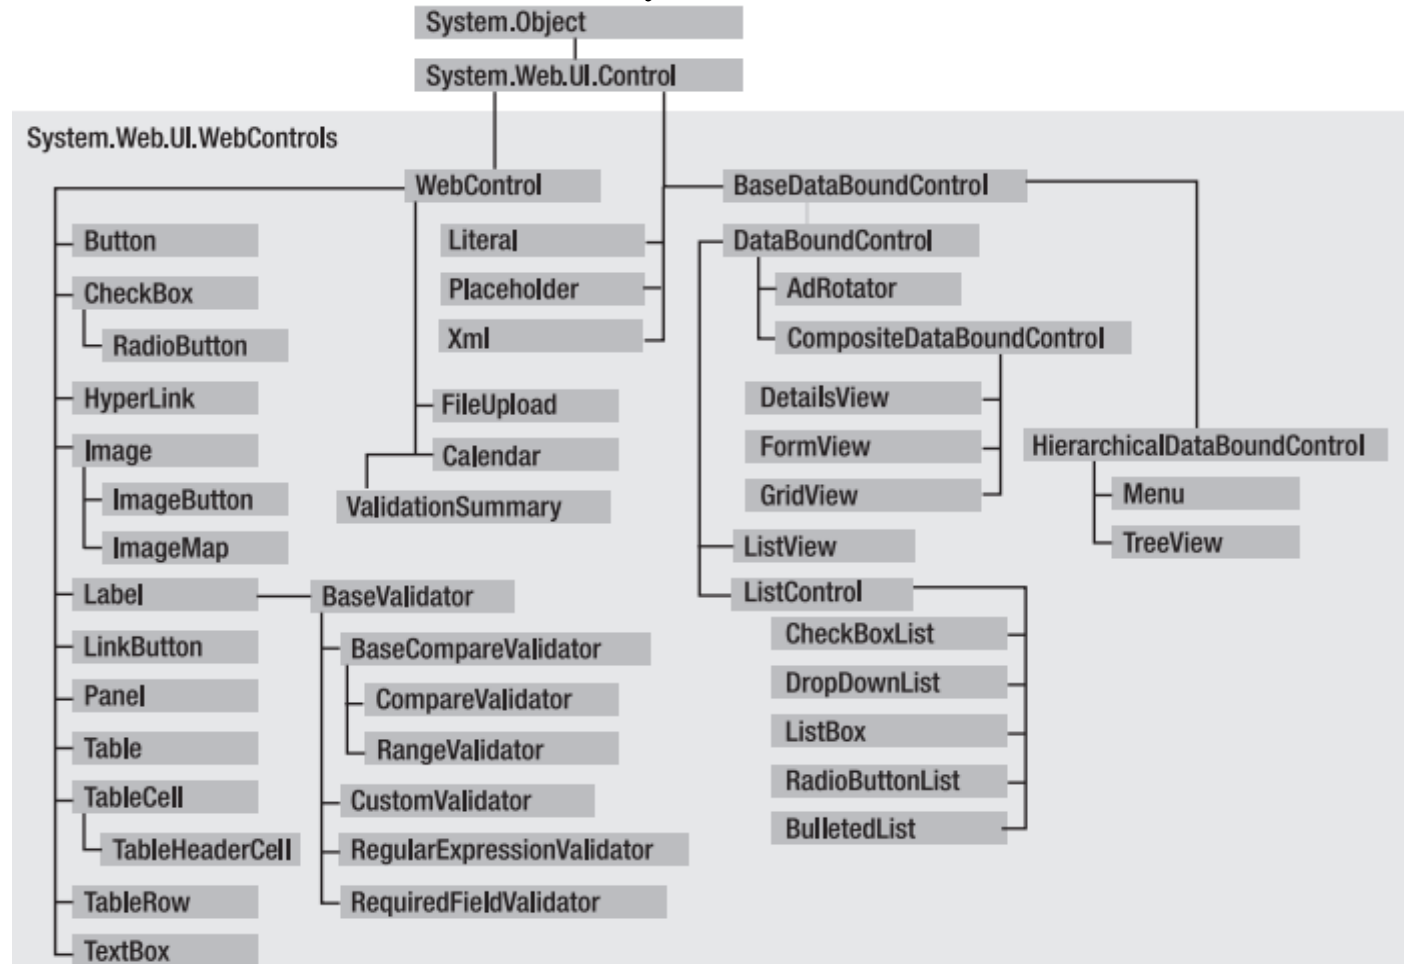 System.Object
System.Web.UI.Control
System.Web.UI.WebControls
WebControl
BaseDataBoundControl
Button
Literal
DataBoundControl
CheckBox
Placeholder
AdRotator
RadioButton
Xml
CompositeDataBoundControl
HyperLink
FileUpload
DetailsView
Image
Calendar
FormView
HierarchicalDataBoundControl
ImageButton
ValidationSummary
GridView
Menu
ImageMap
ListView
TreeView
Label
BaseValidator
ListControl
LinkButton
BaseCompareValidator
CheckBoxList
Panel
CompareValidator
DropDownList
Table
RangeValidator
ListBox
TableCell
CustomValidator
RadioButtonList
TableHeaderCell
RegularExpressionValidator
BulletedList
TableRow
RequiredFieldValidator
TextBox